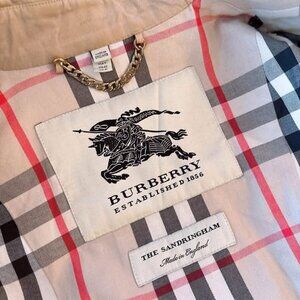 BURBERRY
ESTABLISHED 1856
THE SANDRINGHAM
Made in England